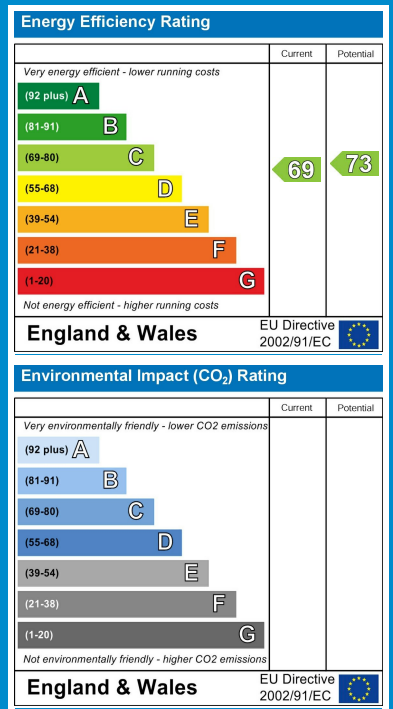 Energy Efficiency Rating
Current Potential
Very energy efficient - lower running costs
(92 plus) A
(81-91) B
(69-80) C
(55-68) D
(39-54) E
(21-38) F
(1-20) G
69 73
Not energy efficient - higher running costs
England & Wales
EU Directive
2002/91/EC
Environmental Impact (CO₂) Rating
Current Potential
Very environmentally friendly - lower CO2 emissions
(92 plus) A
(81-91) B
(69-80) C
(55-68) D
(39-54) E
(21-38) F
(1-20) G
Not environmentally friendly - higher CO2 emissions
England & Wales
EU Directive
2002/91/EC